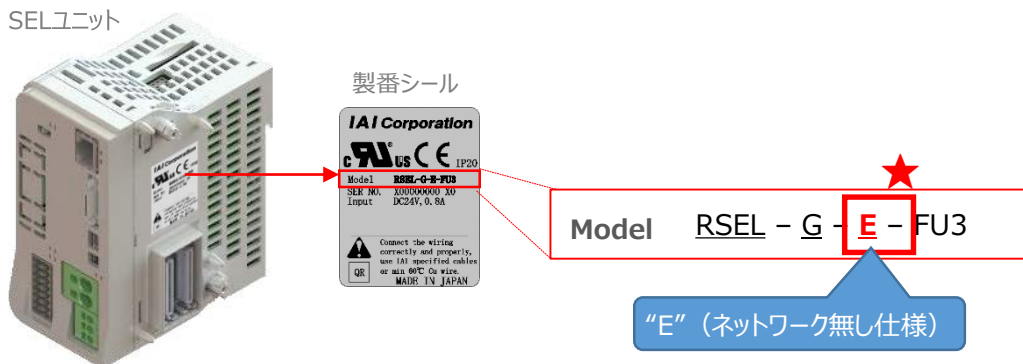 SELユニット
製番シール
IAI Corporation
c RU US CE IP20
Model RSEL-G-E-FU3
SER NO. X00000000 X0
Input DC24V, 0.8A
Connect the wiring
correctly and properly,
use IAI specified cables
or min 60℃ Cu wire.
QR
MADE IN JAPAN
Model RSEL – G – E – FU3
“E”（ネットワーク無し仕様）